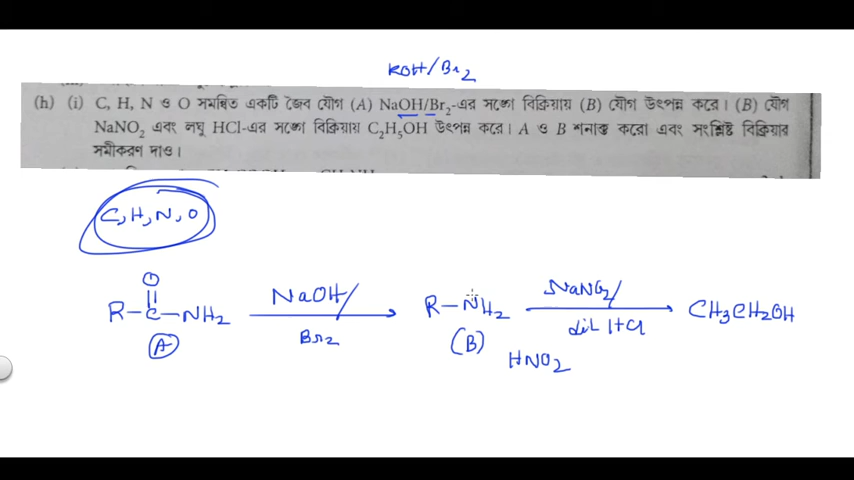 KOH/Br2
(h) (i) C, H, N ও O সমন্বিত একটি জৈব যৌগ (A) NaOH/Br2-এর সঙ্গে বিক্রিয়ায় (B) যৌগ উৎপন্ন করে। (B) যৌগ
NaNO2 এবং লঘু HCl-এর সঙ্গে বিক্রিয়ায় C2H5OH উৎপন্ন করে। A ও B শনাক্ত করো এবং সংশ্লিষ্ট বিক্রিয়ার
সমীকরণ দাও।
C, H, N, O
O
R-C-NH2 NaOH/ R-NH2 NaNO2/ CH3CH2OH
Br2 dil HCl
(A) (B) HNO2